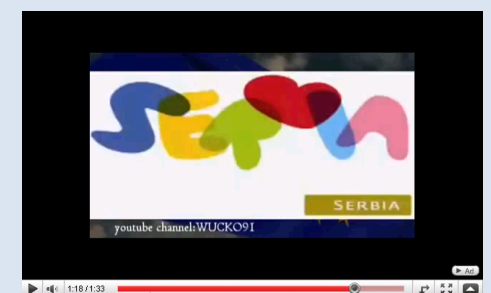 SERBIA
SERBIA
youtube channel:WUCKO91
Ad
1:18 / 1:33